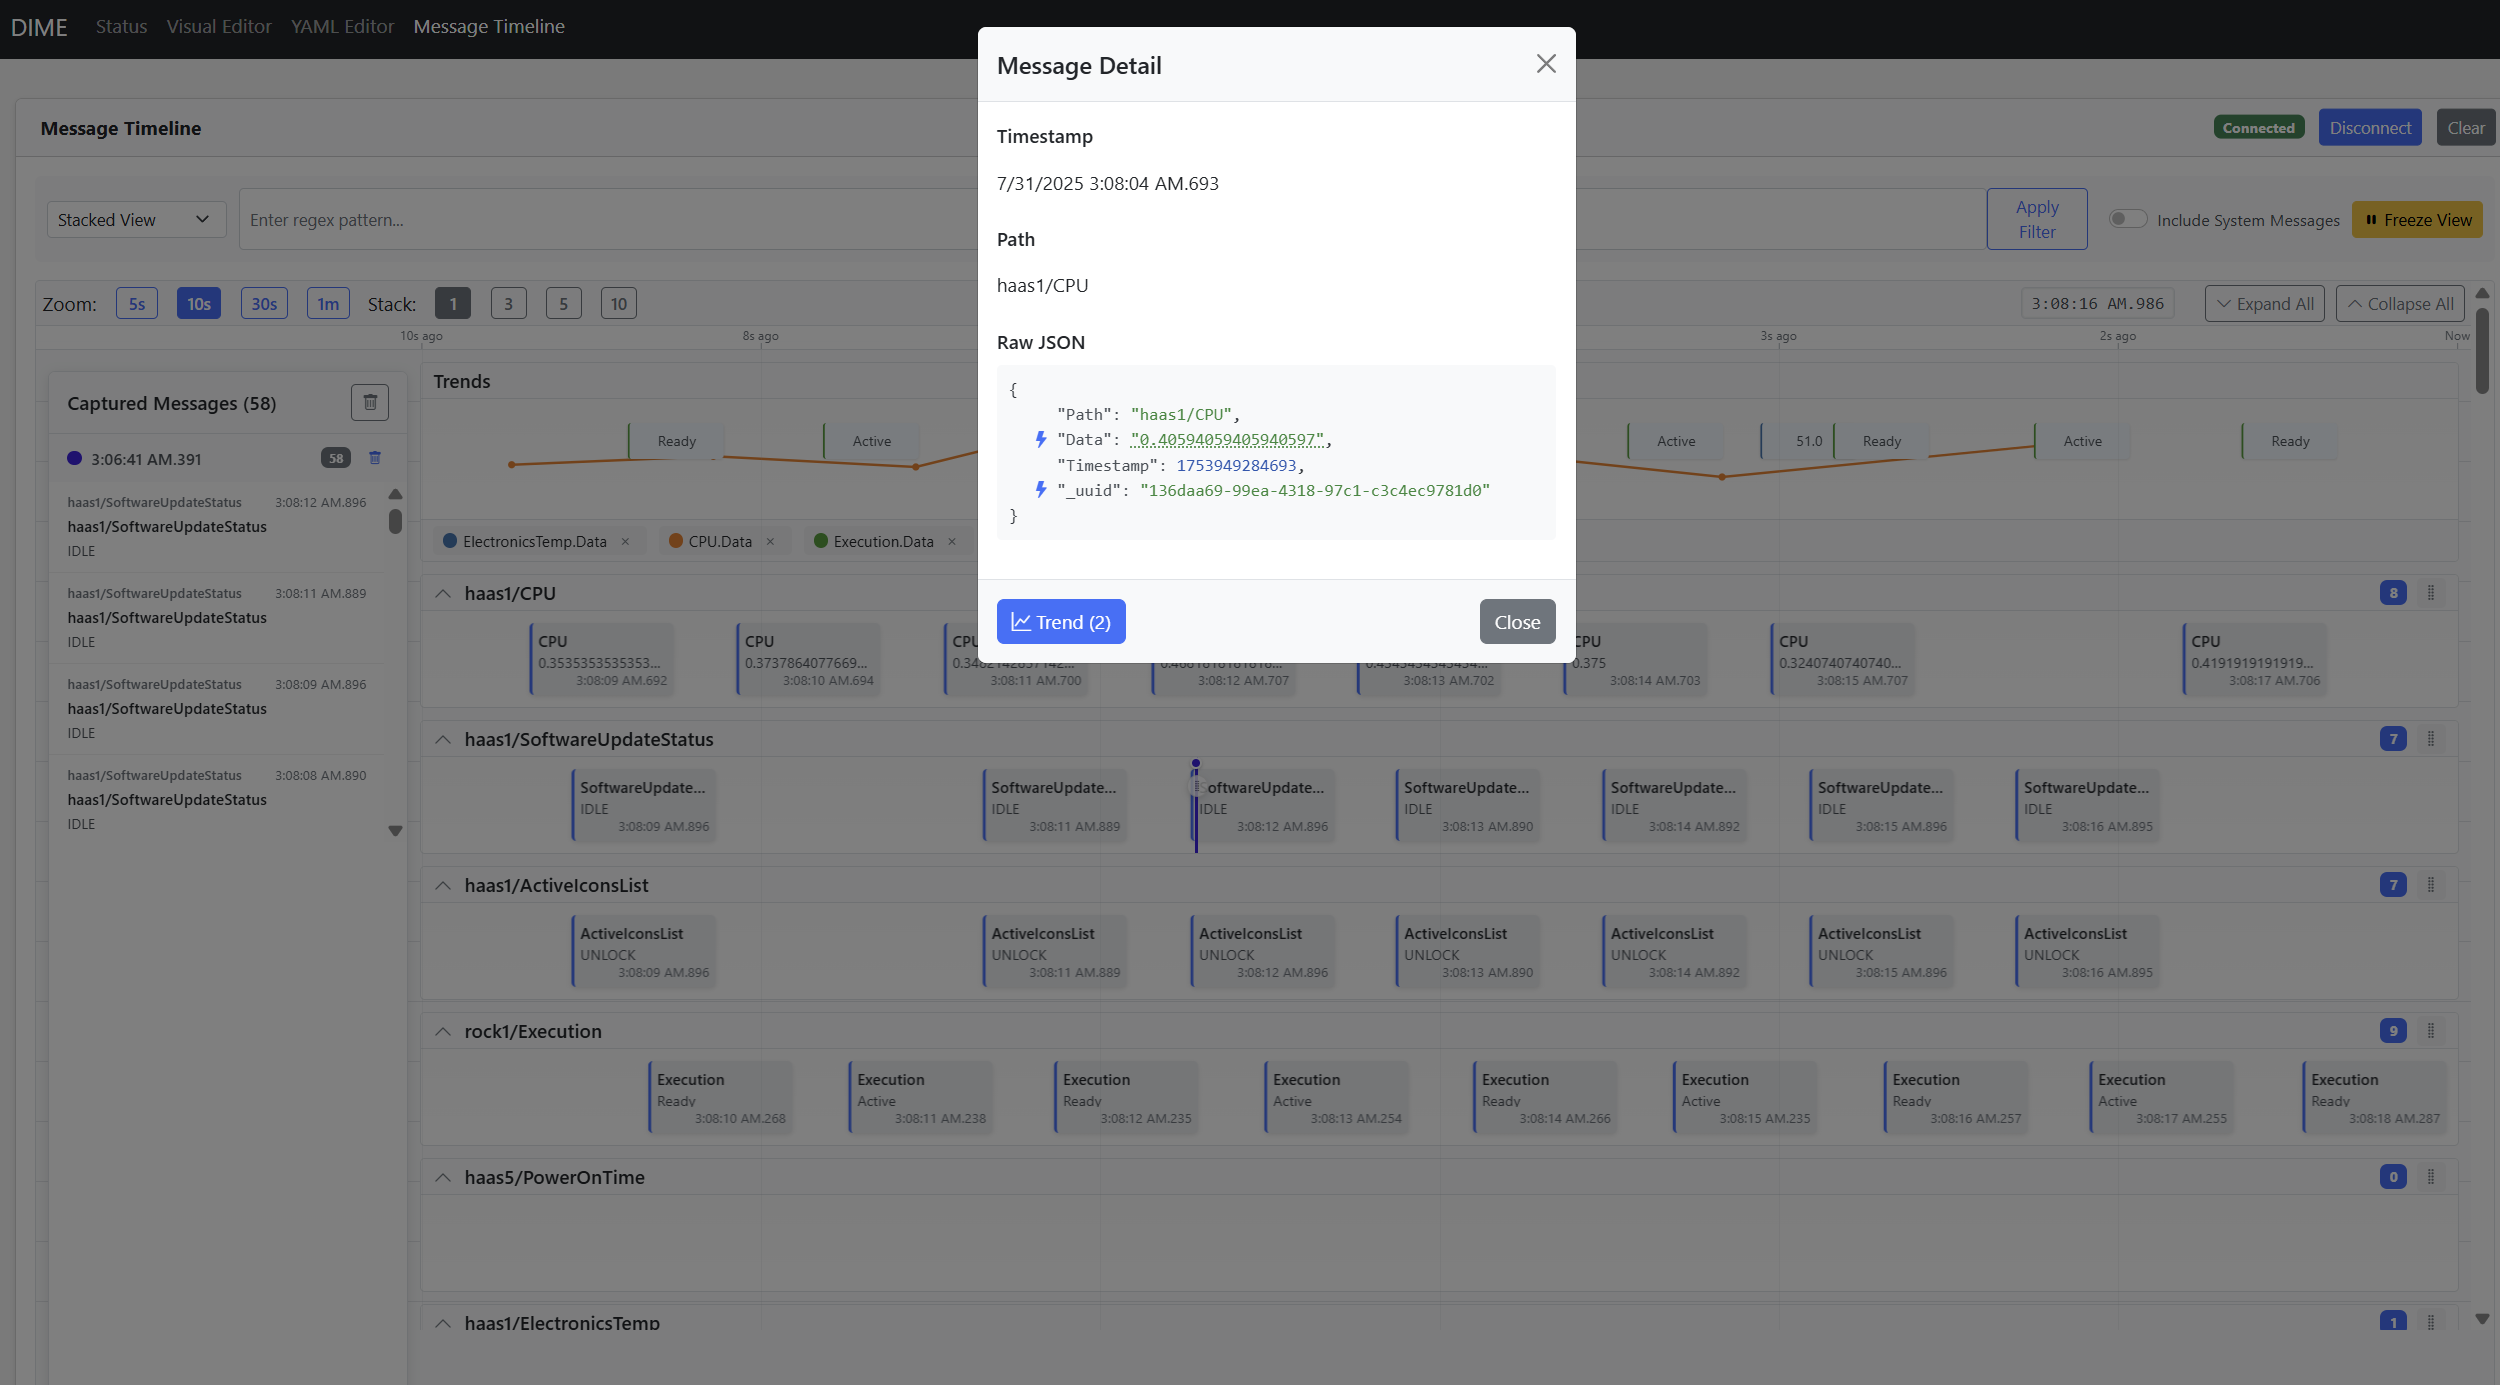 DIME Status Visual Editor YAML Editor Message Timeline
Message Timeline
Connected Disconnect Clear
Stacked View
Enter regex pattern...
Apply
Filter
Include System Messages
Freeze View
Zoom: 5s 10s 30s 1m Stack: 1 3 5 10
3:08:16 AM.986
Expand All Collapse All
10s ago 8s ago 3s ago 2s ago Now
Captured Messages (58)
3:06:41 AM.391 58
haas1/SoftwareUpdateStatus 3:08:12 AM.896
haas1/SoftwareUpdateStatus
IDLE
haas1/SoftwareUpdateStatus 3:08:11 AM.889
haas1/SoftwareUpdateStatus
IDLE
haas1/SoftwareUpdateStatus 3:08:09 AM.896
haas1/SoftwareUpdateStatus
IDLE
haas1/SoftwareUpdateStatus 3:08:08 AM.890
haas1/SoftwareUpdateStatus
IDLE
Trends
Ready Active Active 51.0 Ready Active Ready
ElectronicsTemp.Data × CPU.Data × Execution.Data ×
Message Detail
Timestamp
7/31/2025 3:08:04 AM.693
Path
haas1/CPU
Raw JSON
{
"Path": "haas1/CPU",
"Data": "0.40594059405940597",
"Timestamp": 1753949284693,
"_uuid": "136daa69-99ea-4318-97c1-c3c4ec9781d0"
}
Trend (2) Close
haas1/CPU 8
CPU CPU CPU CPU CPU
0.3535353535353... 0.3737864077669... 0.375 0.3240740740740... 0.4191919191919...
3:08:09 AM.692 3:08:10 AM.694 3:08:11 AM.700 3:08:12 AM.707 3:08:13 AM.702 3:08:14 AM.703 3:08:15 AM.707 3:08:17 AM.706
haas1/SoftwareUpdateStatus 7
SoftwareUpdate... SoftwareUpdate... oftwareUpdate... SoftwareUpdate... SoftwareUpdate... SoftwareUpdate... SoftwareUpdate...
IDLE IDLE IDLE IDLE IDLE IDLE IDLE
3:08:09 AM.896 3:08:11 AM.889 3:08:12 AM.896 3:08:13 AM.890 3:08:14 AM.892 3:08:15 AM.896 3:08:16 AM.895
haas1/ActiveIconsList 7
ActiveIconsList ActiveIconsList ActiveIconsList ActiveIconsList ActiveIconsList ActiveIconsList ActiveIconsList
UNLOCK UNLOCK UNLOCK UNLOCK UNLOCK UNLOCK UNLOCK
3:08:09 AM.896 3:08:11 AM.889 3:08:12 AM.896 3:08:13 AM.890 3:08:14 AM.892 3:08:15 AM.896 3:08:16 AM.895
rock1/Execution 9
Execution Execution Execution Execution Execution Execution Execution Execution Execution
Ready Active Ready Active Ready Active Ready Active Ready
3:08:10 AM.268 3:08:11 AM.238 3:08:12 AM.235 3:08:13 AM.254 3:08:14 AM.266 3:08:15 AM.235 3:08:16 AM.257 3:08:17 AM.255 3:08:18 AM.287
haas5/PowerOnTime 0
haas1/ElectronicsTemp 1